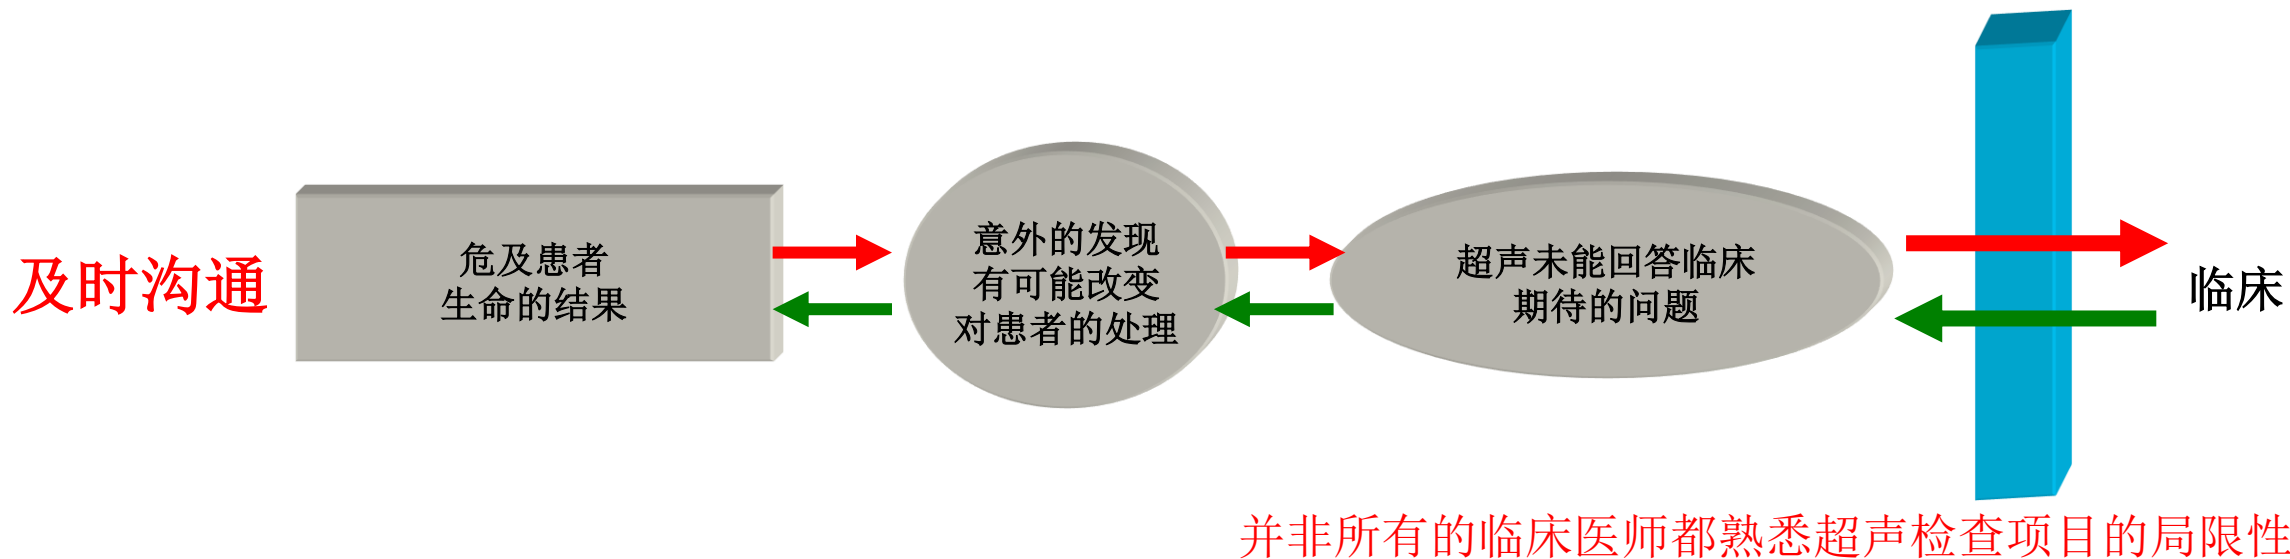 及时沟通
危及患者
生命的结果
意外的发现
有可能改变
对患者的处理
超声未能回答临床
期待的问题
临床
并非所有的临床医师都熟悉超声检查项目的局限性